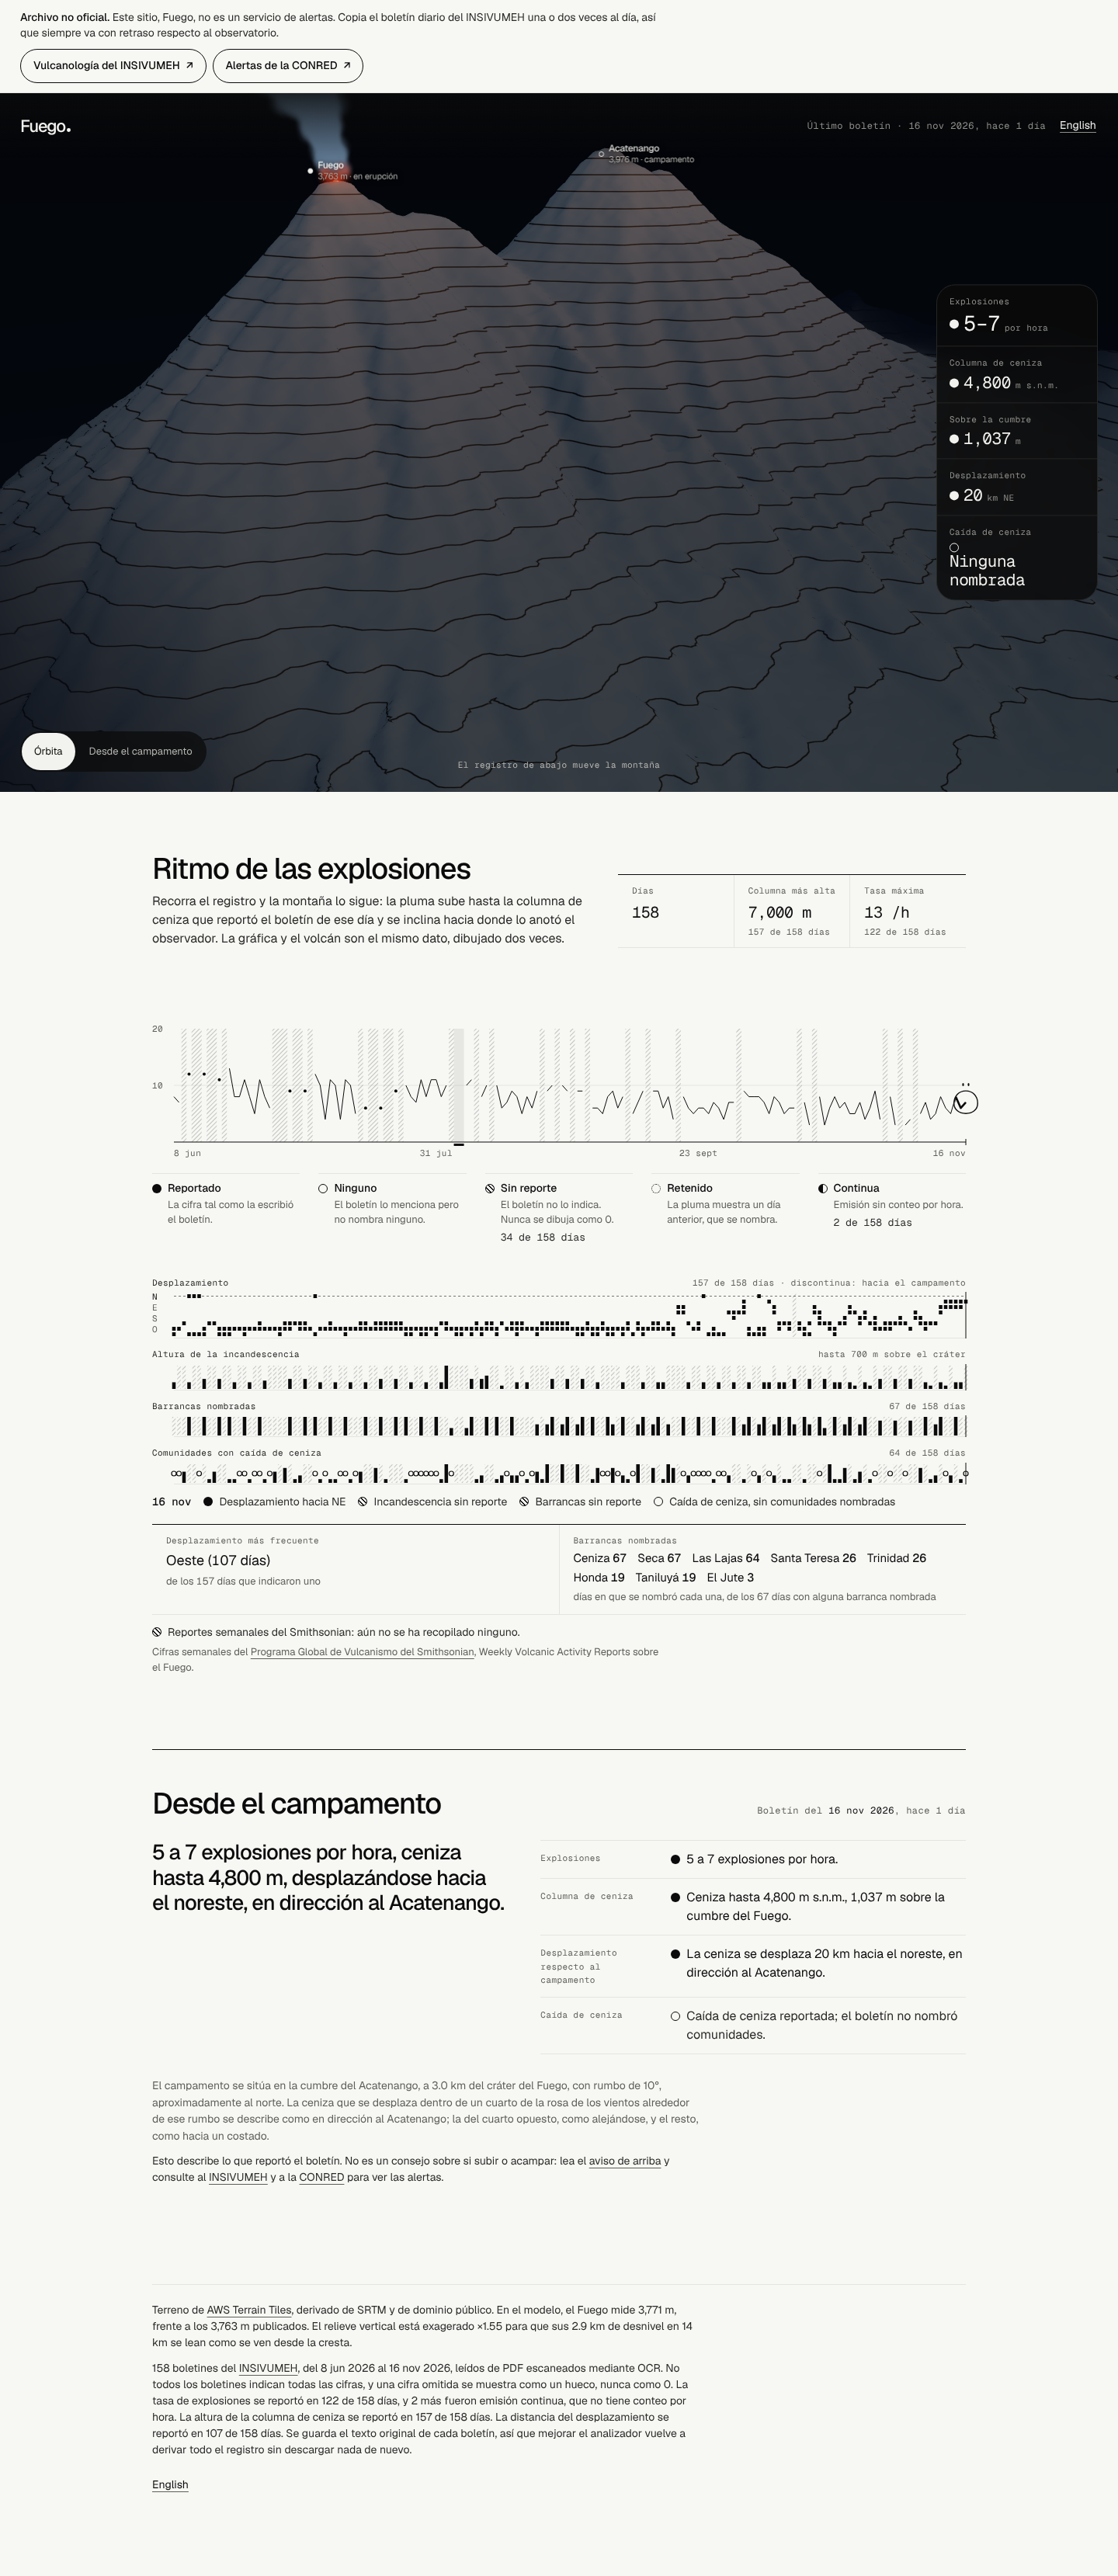 Archivo no oficial. Este sitio, Fuego, no es un servicio de alertas. Copia el boletín diario del INSIVUMEH una o dos veces al día, así
que siempre va con retraso respecto al observatorio.
Vulcanología del INSIVUMEH ↗
Alertas de la CONRED ↗
Fuego.
Último boletín · 16 nov 2026, hace 1 día
English
Acatenango
3,976 m · campamento
Fuego
3,763 m · en erupción
Explosiones
5–7 por hora
Columna de ceniza
4,800 m s.n.m.
Sobre la cumbre
1,037 m
Desplazamiento
20 km NE
Caída de ceniza
Ninguna
nombrada
Órbita
Desde el campamento
El registro de abajo mueve la montaña
Ritmo de las explosiones
Recorra el registro y la montaña lo sigue: la pluma sube hasta la columna de
ceniza que reportó el boletín de ese día y se inclina hacia donde lo anotó el
observador. La gráfica y el volcán son el mismo dato, dibujado dos veces.
Días
158
Columna más alta
7,000 m
157 de 158 días
Tasa máxima
13 /h
122 de 158 días
20
10
8 jun
31 jul
23 sept
16 nov
Reportado
La cifra tal como la escribió
el boletín.
Ninguno
El boletín lo menciona pero
no nombra ninguno.
Sin reporte
El boletín no lo indica.
Nunca se dibuja como 0.
34 de 158 días
Retenido
La pluma muestra un día
anterior, que se nombra.
Continua
Emisión sin conteo por hora.
2 de 158 días
Desplazamiento
157 de 158 días · discontinua: hacia el campamento
N
E
S
O
Altura de la incandescencia
hasta 700 m sobre el cráter
Barrancas nombradas
67 de 158 días
Comunidades con caída de ceniza
64 de 158 días
16 nov
Desplazamiento hacia NE
Incandescencia sin reporte
Barrancas sin reporte
Caída de ceniza, sin comunidades nombradas
Desplazamiento más frecuente
Oeste (107 días)
de los 157 días que indicaron uno
Barrancas nombradas
Ceniza 67 Seca 67 Las Lajas 64 Santa Teresa 26 Trinidad 26
Honda 19 Taniluyá 19 El Jute 3
días en que se nombró cada una, de los 67 días con alguna barranca nombrada
Reportes semanales del Smithsonian: aún no se ha recopilado ninguno.
Cifras semanales del Programa Global de Vulcanismo del Smithsonian, Weekly Volcanic Activity Reports sobre
el Fuego.
Desde el campamento
Boletín del 16 nov 2026, hace 1 día
5 a 7 explosiones por hora, ceniza
hasta 4,800 m, desplazándose hacia
el noreste, en dirección al Acatenango.
Explosiones
5 a 7 explosiones por hora.
Columna de ceniza
Ceniza hasta 4,800 m s.n.m., 1,037 m sobre la
cumbre del Fuego.
Desplazamiento
respecto al
campamento
La ceniza se desplaza 20 km hacia el noreste, en
dirección al Acatenango.
Caída de ceniza
Caída de ceniza reportada; el boletín no nombró
comunidades.
El campamento se sitúa en la cumbre del Acatenango, a 3.0 km del cráter del Fuego, con rumbo de 10°,
aproximadamente al norte. La ceniza que se desplaza dentro de un cuarto de la rosa de los vientos alrededor
de ese rumbo se describe como en dirección al Acatenango; la del cuarto opuesto, como alejándose, y el resto,
como hacia un costado.
Esto describe lo que reportó el boletín. No es un consejo sobre si subir o acampar: lea el aviso de arriba y
consulte al INSIVUMEH y a la CONRED para ver las alertas.
Terreno de AWS Terrain Tiles, derivado de SRTM y de dominio público. En el modelo, el Fuego mide 3,771 m,
frente a los 3,763 m publicados. El relieve vertical está exagerado ×1.55 para que sus 2.9 km de desnivel en 14
km se lean como se ven desde la cresta.
158 boletines del INSIVUMEH, del 8 jun 2026 al 16 nov 2026, leídos de PDF escaneados mediante OCR. No
todos los boletines indican todas las cifras, y una cifra omitida se muestra como un hueco, nunca como 0. La
tasa de explosiones se reportó en 122 de 158 días, y 2 más fueron emisión continua, que no tiene conteo por
hora. La altura de la columna de ceniza se reportó en 157 de 158 días. La distancia del desplazamiento se
reportó en 107 de 158 días. Se guarda el texto original de cada boletín, así que mejorar el analizador vuelve a
derivar todo el registro sin descargar nada de nuevo.
English